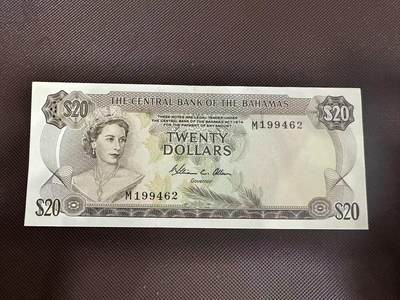 $20
THE CENTRAL BANK OF THE BAHAMAS
$20
THESE NOTES ARE LEGAL TENDER UNDER
THE CENTRAL BANK OF THE BAHAMAS ACT 1974
FOR THE PAYMENT OF ANY AMOUNT
M199462
TWENTY
DOLLARS
M199462
Governor
$20
$20